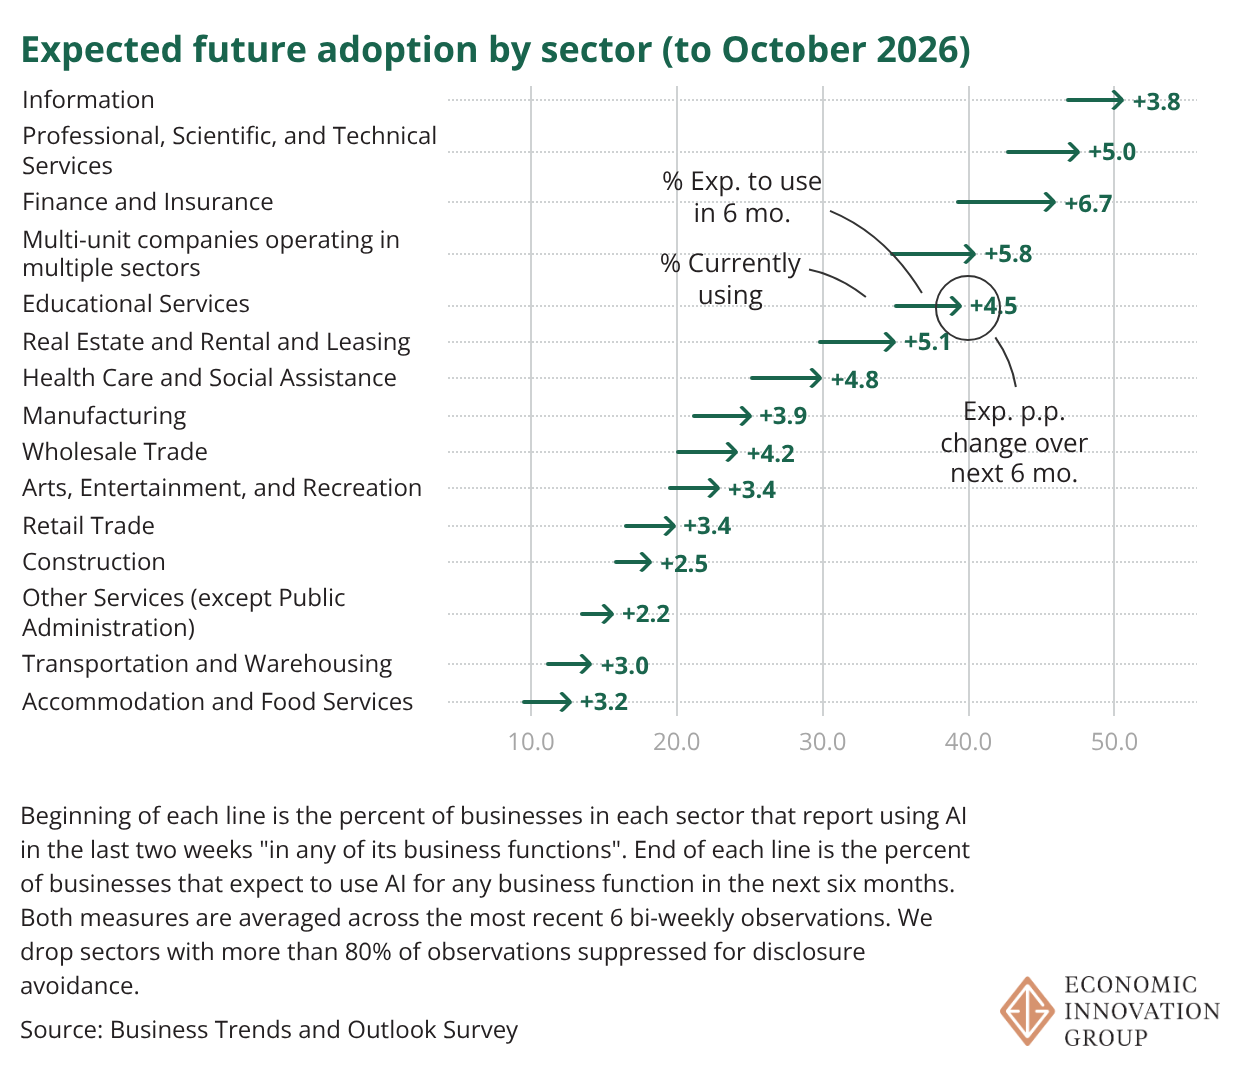 Expected future adoption by sector (to October 2026)
Information
+3.8
Professional, Scientific, and Technical
Services
+5.0
% Exp. to use
in 6 mo.
Finance and Insurance
+6.7
Multi-unit companies operating in
multiple sectors
+5.8
% Currently
using
Educational Services
+4.5
Real Estate and Rental and Leasing
+5.1
Health Care and Social Assistance
+4.8
Exp. p.p.
change over
next 6 mo.
Manufacturing
+3.9
Wholesale Trade
+4.2
Arts, Entertainment, and Recreation
+3.4
Retail Trade
+3.4
Construction
+2.5
Other Services (except Public
Administration)
+2.2
Transportation and Warehousing
+3.0
Accommodation and Food Services
+3.2
10.0 20.0 30.0 40.0 50.0
Beginning of each line is the percent of businesses in each sector that report using AI
in the last two weeks "in any of its business functions". End of each line is the percent
of businesses that expect to use AI for any business function in the next six months.
Both measures are averaged across the most recent 6 bi-weekly observations. We
drop sectors with more than 80% of observations suppressed for disclosure
avoidance.
Source: Business Trends and Outlook Survey
ECONOMIC
INNOVATION
GROUP